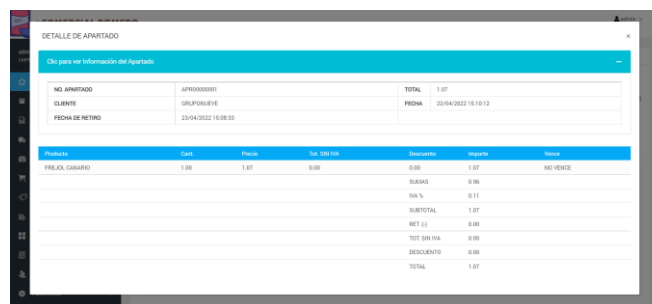 COMERCIAL ROMERO
admin
DETALLE DE APARTADO
×
Clic para ver Información del Apartado
NO. APARTADO APR00000001 TOTAL 1.07
CLIENTE GRUPONUEVE FECHA 22/04/2022 15:10:12
FECHA DE RETIRO 23/04/2022 15:08:33
Producto Cant. Precio Tot. SIN IVA Descuento Importe Vence
FREJOL CANARIO 1.00 1.07 0.00 0.00 1.07 NO VENCE
SUMAS 0.96
IVA % 0.11
SUBTOTAL 1.07
RET. (-) 0.00
TOT. SIN IVA 0.00
DESCUENTO 0.00
TOTAL 1.07